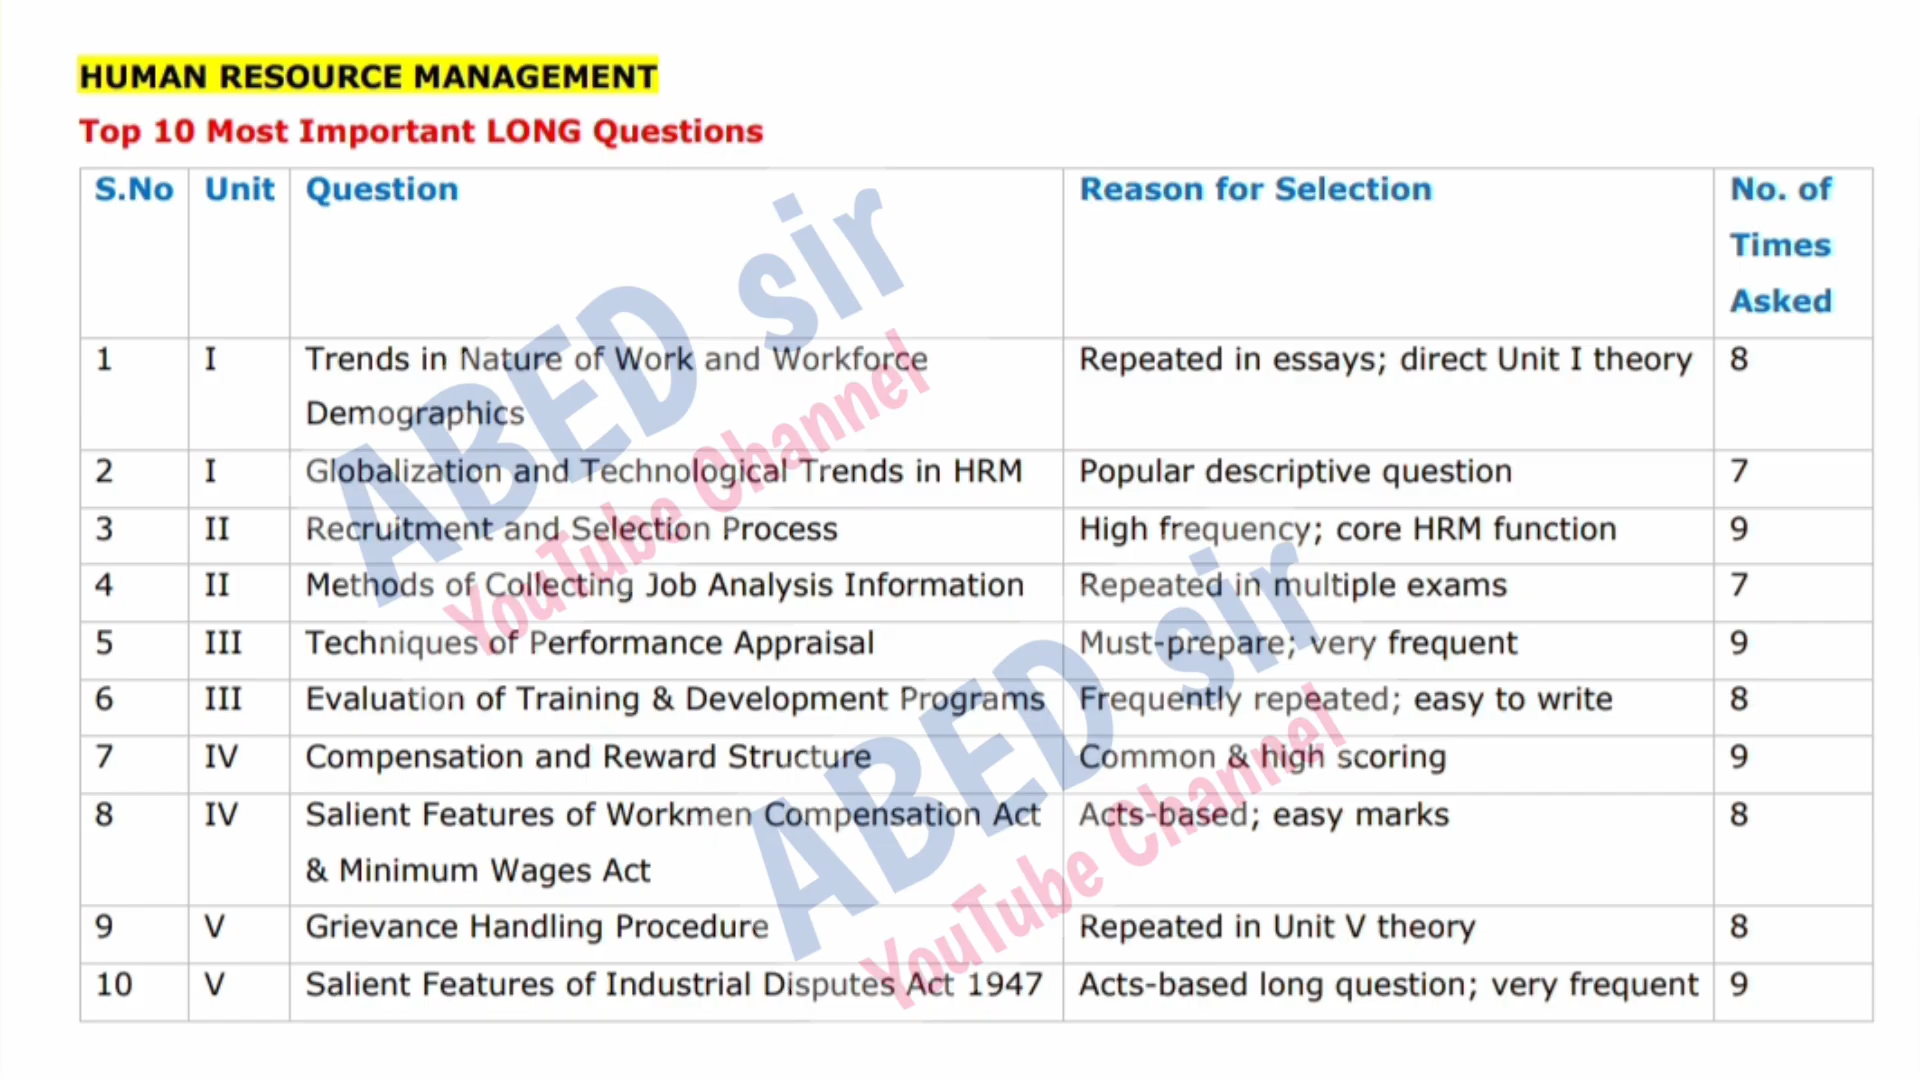 HUMAN RESOURCE MANAGEMENT
Top 10 Most Important LONG Questions
S.No Unit Question Reason for Selection No. of
Times
Asked
1 I Trends in Nature of Work and Workforce Repeated in essays; direct Unit I theory 8
Demographics
2 I Globalization and Technological Trends in HRM Popular descriptive question 7
3 II Recruitment and Selection Process High frequency; core HRM function 9
4 II Methods of Collecting Job Analysis Information Repeated in multiple exams 7
5 III Techniques of Performance Appraisal Must-prepare; very frequent 9
6 III Evaluation of Training & Development Programs Frequently repeated; easy to write 8
7 IV Compensation and Reward Structure Common & high scoring 9
8 IV Salient Features of Workmen Compensation Act Acts-based; easy marks 8
& Minimum Wages Act
9 V Grievance Handling Procedure Repeated in Unit V theory 8
10 V Salient Features of Industrial Disputes Act 1947 Acts-based long question; very frequent 9
ABED sir
YouTube Channel
ABED sir
YouTube Channel